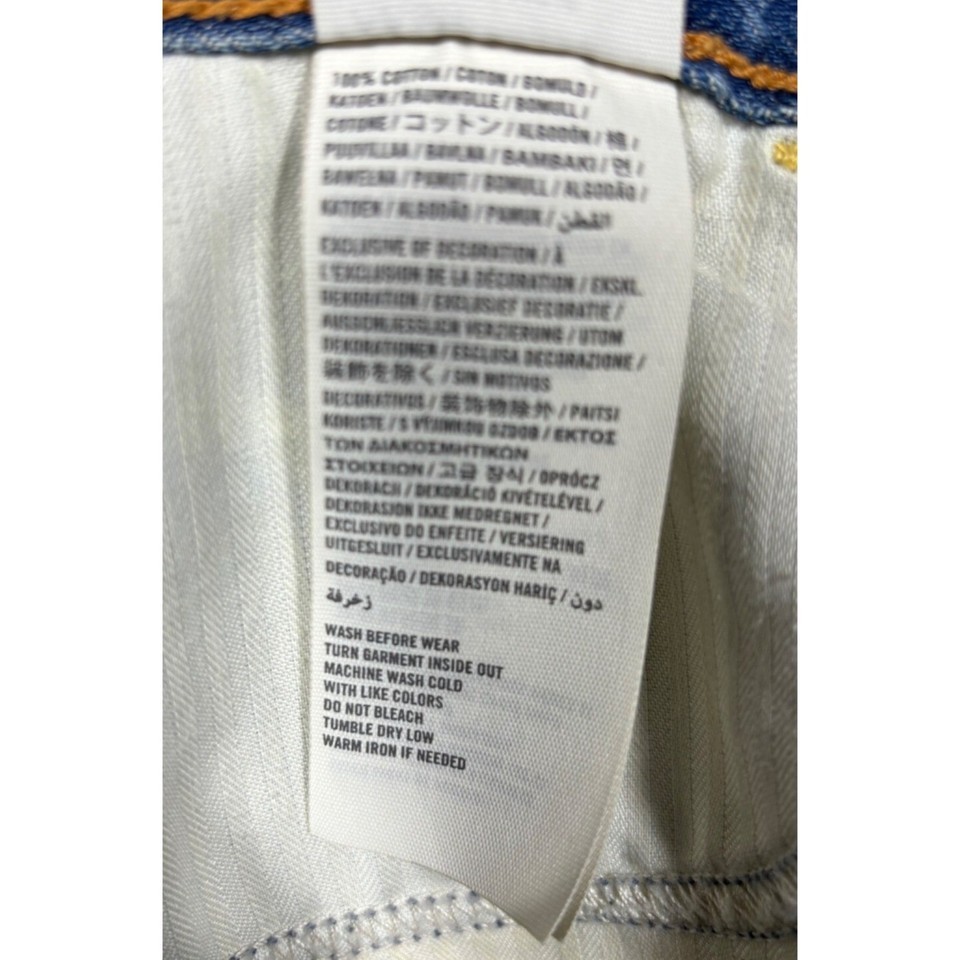 100% COTTON / COTON / BOMULD /
KATOEN / BAUMWOLLE / BOMULL /
COTONE / コットン / ALGODÓN / 棉 /
PUUVILLAA / BAVLNA / BAMBAKI / 면 /
BAWEŁNA / PAMUT / BOMULL / ALGODÃO /
KATOEN / ALGODÃO / PAMUK / القطن
EXCLUSIVE OF DECORATION / À
L'EXCLUSION DE LA DÉCORATION / EKSKL.
DEKORATION / EXCLUSIEF DECORATIE /
AUSSCHLIESSLICH VERZIERUNG / UTOM
DEKORATIONER / ESCLUSA DECORAZIONE /
装飾を除く / SIN MOTIVOS
DECORATIVOS / 装饰物除外 / PAITSI
KORISTE / S VÝJIMKOU OZDOB / ΕΚΤΟΣ
ΤΩΝ ΔΙΑΚΟΣΜΗΤΙΚΩΝ
ΣΤΟΙΧΕΙΩΝ / 고급 장식 / OPRÓCZ
DEKORACJI / DEKORÁCIÓ KIVÉTELÉVEL /
DEKORASJON IKKE MEDREGNET /
EXCLUSIVO DO ENFEITE / VERSIERING
UITGESLUIT / EXCLUSIVAMENTE NA
DECORAÇÃO / DEKORASYON HARİÇ / دون
زخرفة
WASH BEFORE WEAR
TURN GARMENT INSIDE OUT
MACHINE WASH COLD
WITH LIKE COLORS
DO NOT BLEACH
TUMBLE DRY LOW
WARM IRON IF NEEDED